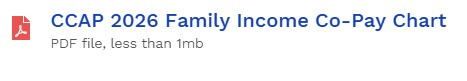 CCAP 2026 Family Income Co-Pay Chart
PDF file, less than 1mb